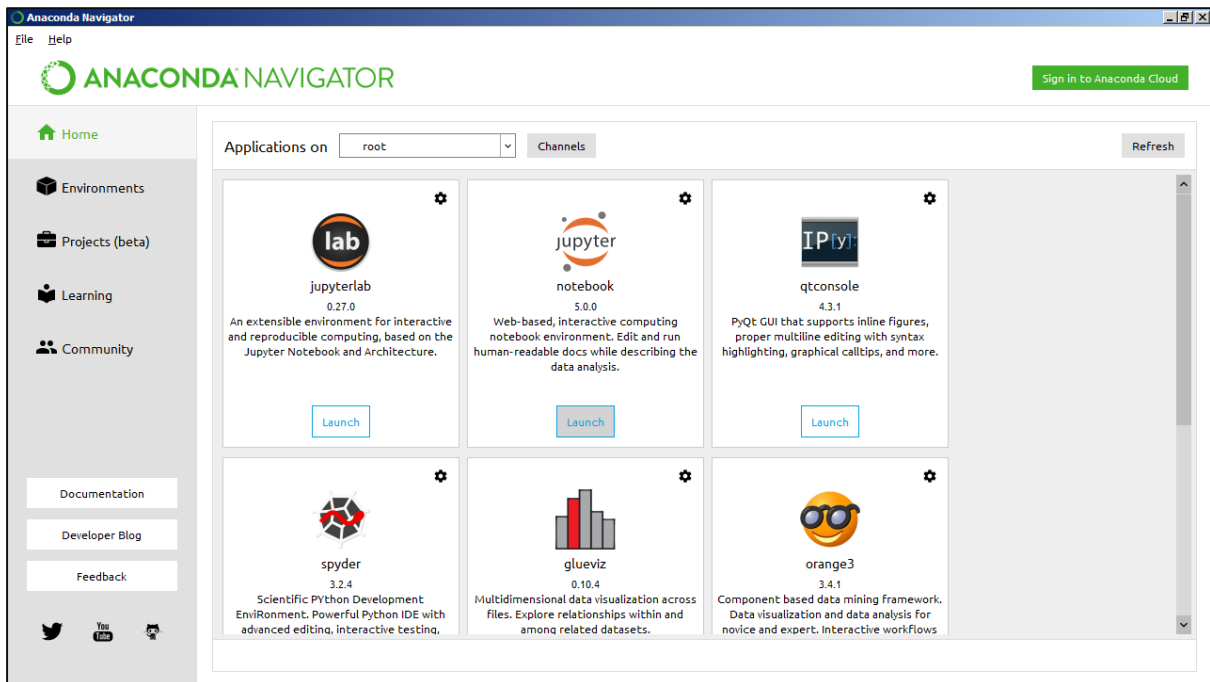 Anaconda Navigator
File Help
ANACONDA NAVIGATOR
Sign in to Anaconda Cloud
Home
Environments
Projects (beta)
Learning
Community
Documentation
Developer Blog
Feedback
You
Tube
Applications on root Channels Refresh
lab
jupyterlab
0.27.0
An extensible environment for interactive
and reproducible computing, based on the
Jupyter Notebook and Architecture.
Launch
jupyter
notebook
5.0.0
Web-based, interactive computing
notebook environment. Edit and run
human-readable docs while describing the
data analysis.
Launch
IP[y]:
qtconsole
4.3.1
PyQt GUI that supports inline figures,
proper multiline editing with syntax
highlighting, graphical calltips, and more.
Launch
spyder
3.2.4
Scientific PYthon Development
EnviRonment. Powerful Python IDE with
advanced editing, interactive testing,
glueviz
0.10.4
Multidimensional data visualization across
files. Explore relationships within and
among related datasets.
orange3
3.4.1
Component based data mining framework.
Data visualization and data analysis for
novice and expert. Interactive workflows